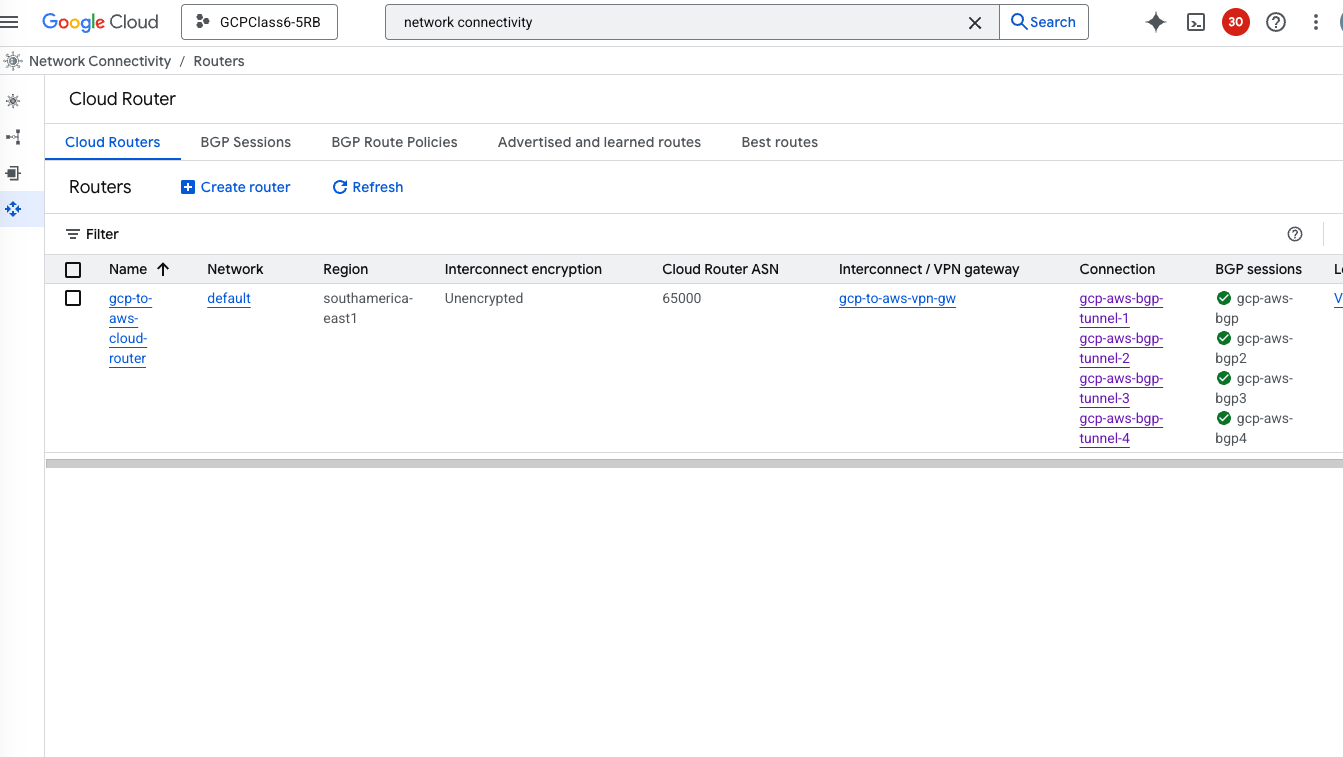 Google Cloud
GCPClass6-5RB
network connectivity
Search
30
Network Connectivity / Routers
Cloud Router
Cloud Routers
BGP Sessions
BGP Route Policies
Advertised and learned routes
Best routes
Routers
Create router
Refresh
Filter
Name
Network
Region
Interconnect encryption
Cloud Router ASN
Interconnect / VPN gateway
Connection
BGP sessions
gcp-to-
aws-
cloud-
router
default
southamerica-
east1
Unencrypted
65000
gcp-to-aws-vpn-gw
gcp-aws-bgp-
tunnel-1
gcp-aws-bgp-
tunnel-2
gcp-aws-bgp-
tunnel-3
gcp-aws-bgp-
tunnel-4
gcp-aws-
bgp
gcp-aws-
bgp2
gcp-aws-
bgp3
gcp-aws-
bgp4